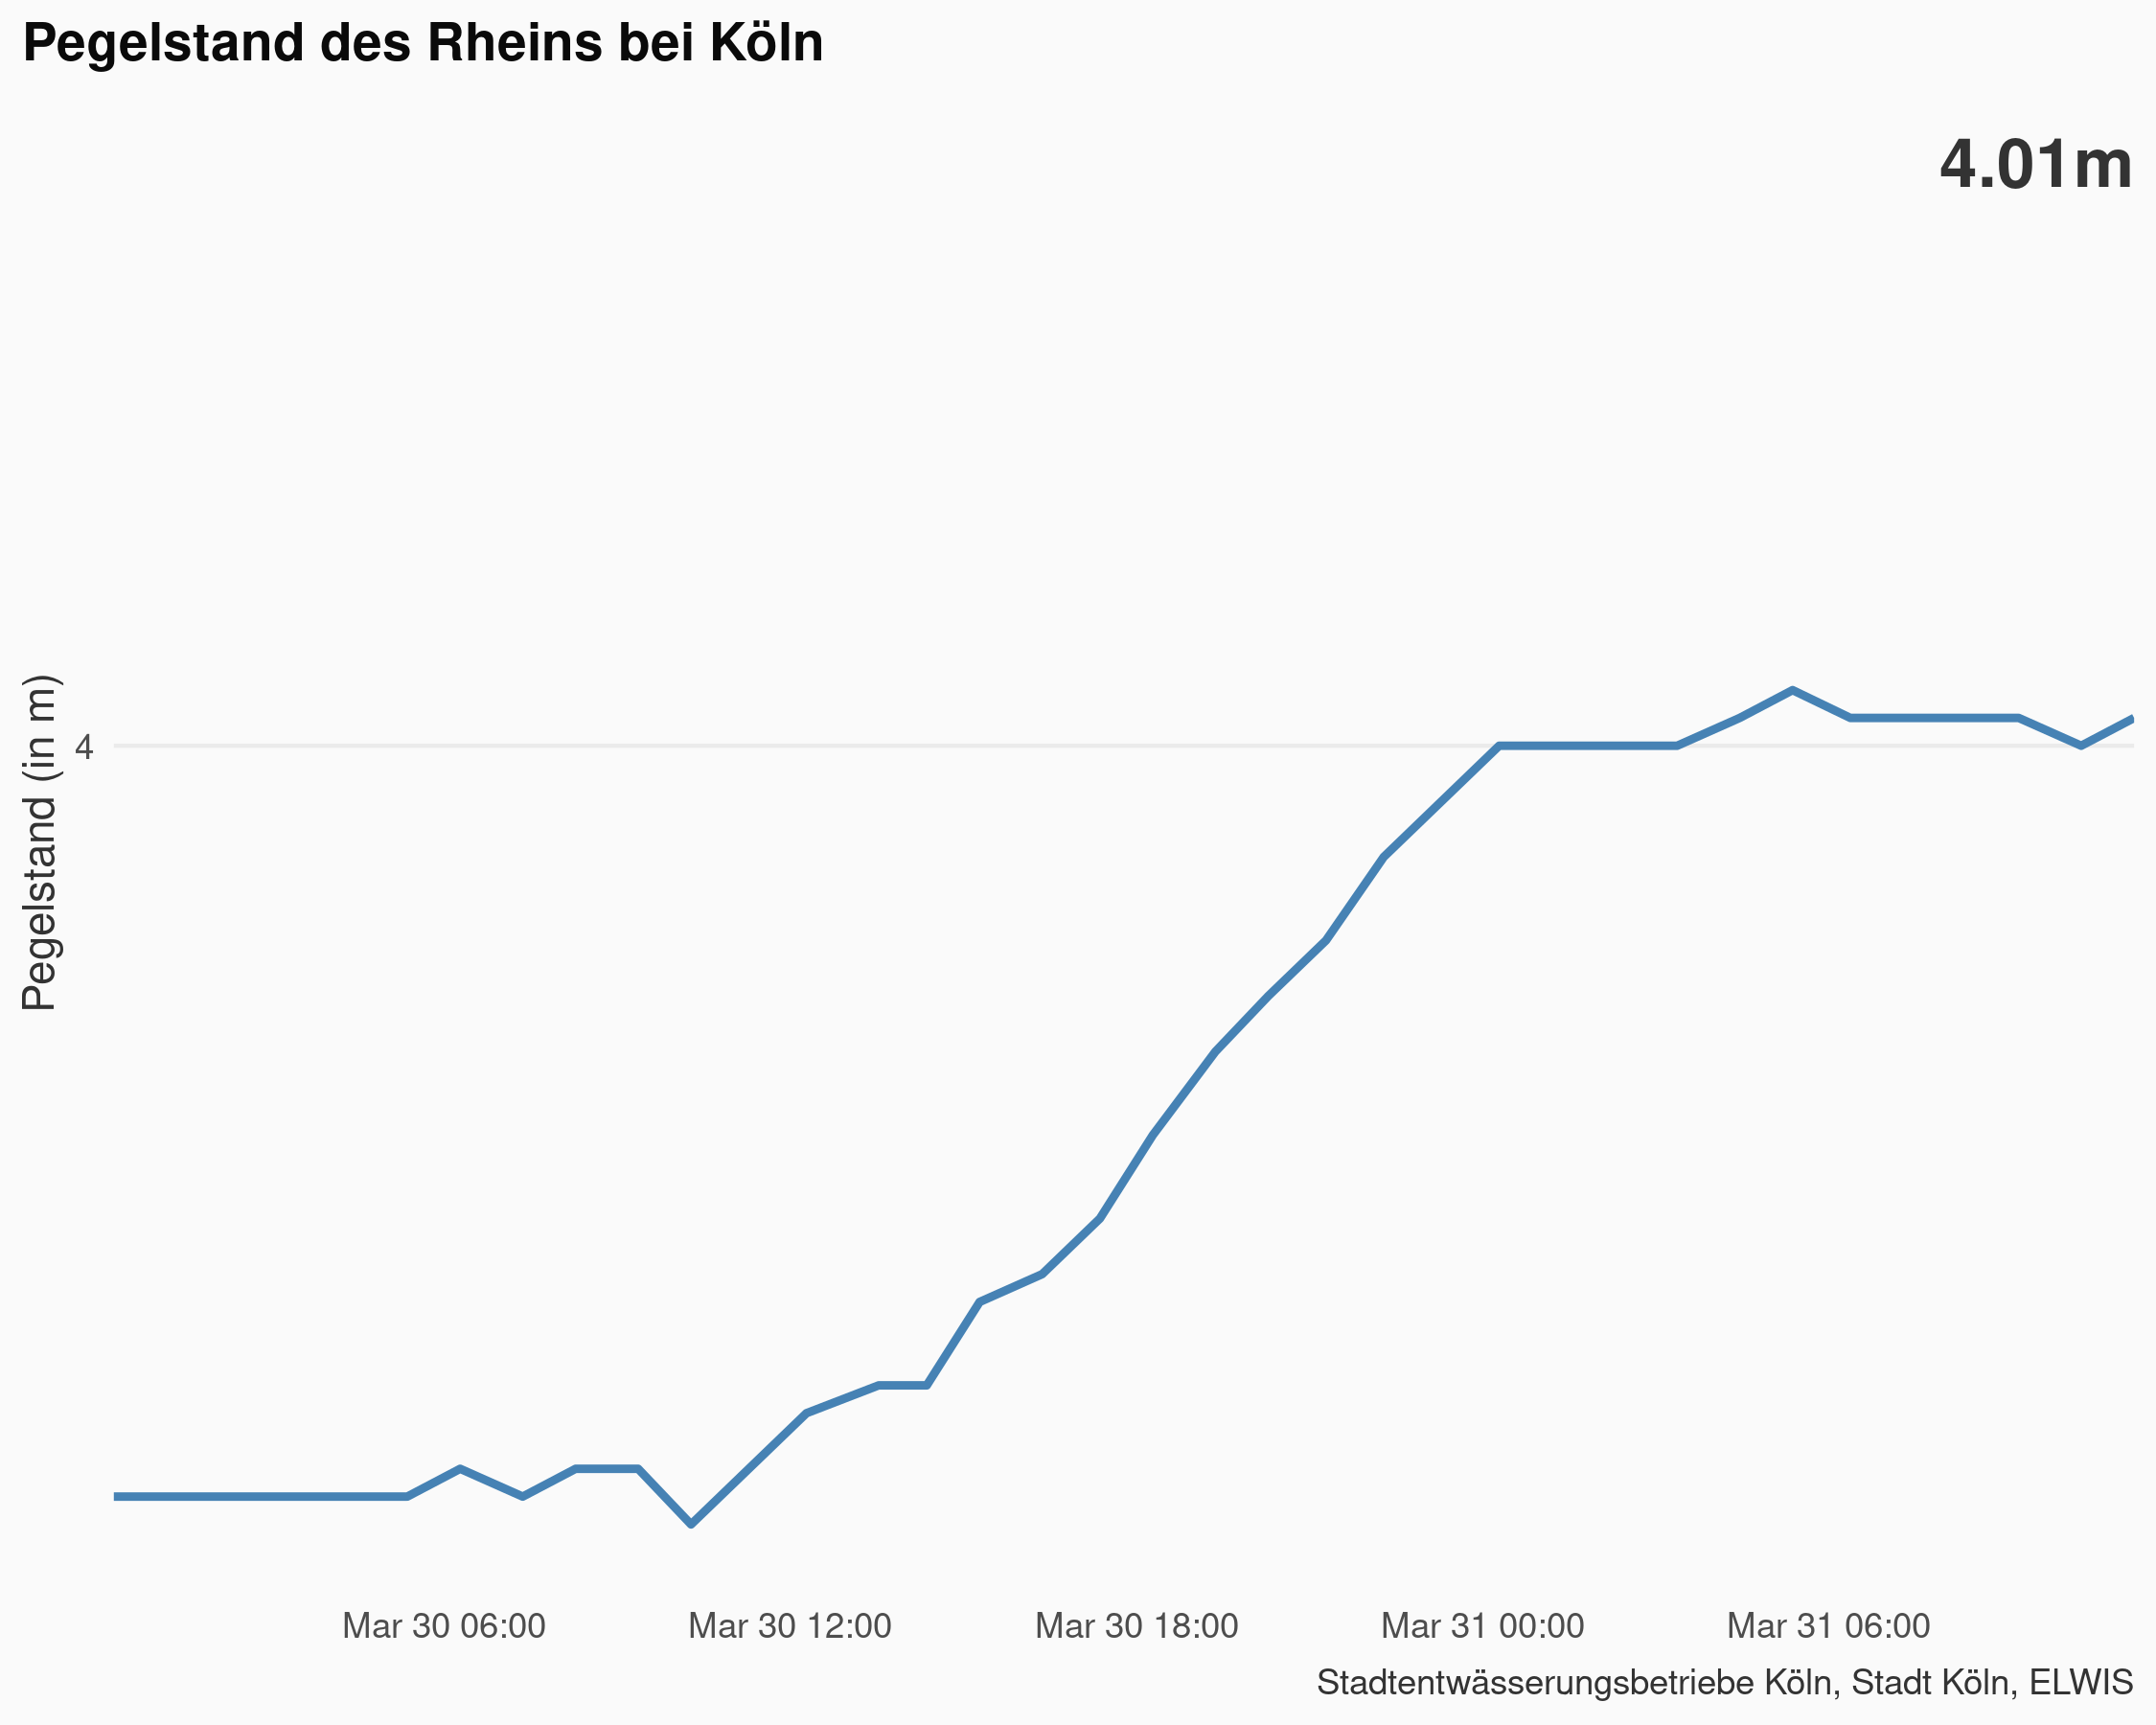 Pegelstand des Rheins bei Köln
4.01m
Pegelstand (in m)
4
Mar 30 06:00
Mar 30 12:00
Mar 30 18:00
Mar 31 00:00
Mar 31 06:00
Stadtentwässerungsbetriebe Köln, Stadt Köln, ELWIS